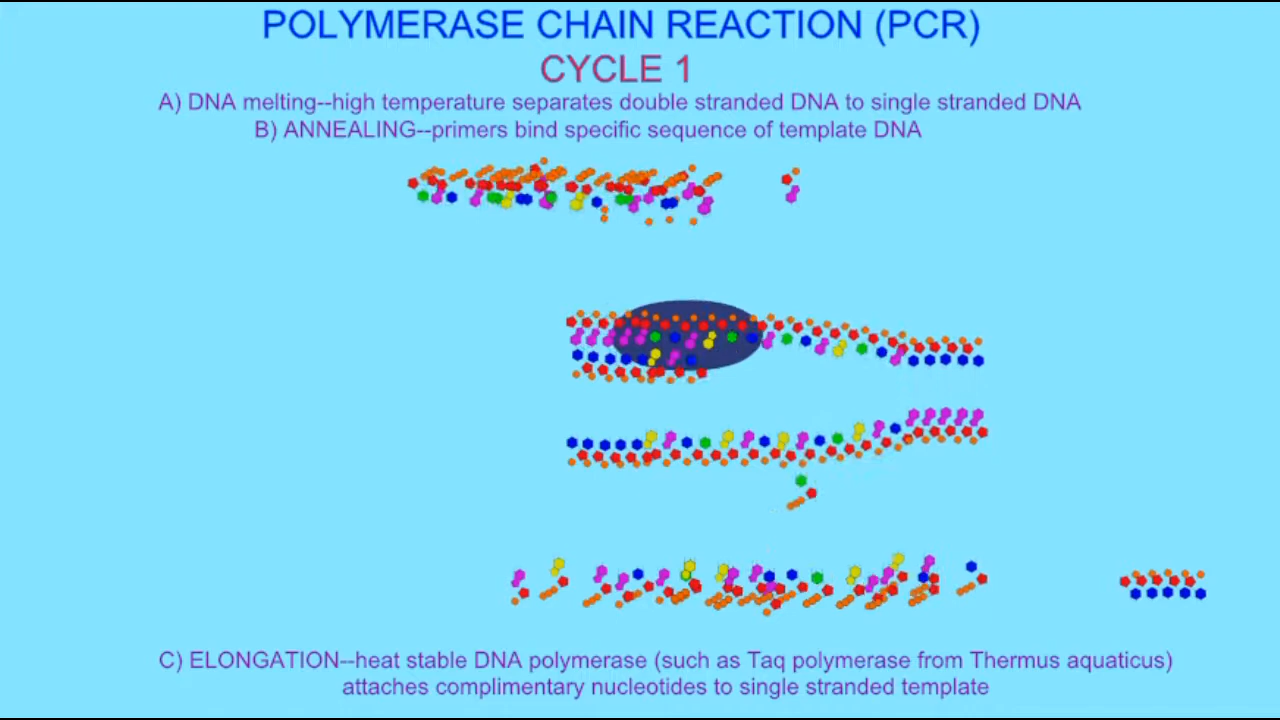 POLYMERASE CHAIN REACTION (PCR)
CYCLE 1
A) DNA melting--high temperature separates double stranded DNA to single stranded DNA
B) ANNEALING--primers bind specific sequence of template DNA
C) ELONGATION--heat stable DNA polymerase (such as Taq polymerase from Thermus aquaticus)
attaches complimentary nucleotides to single stranded template